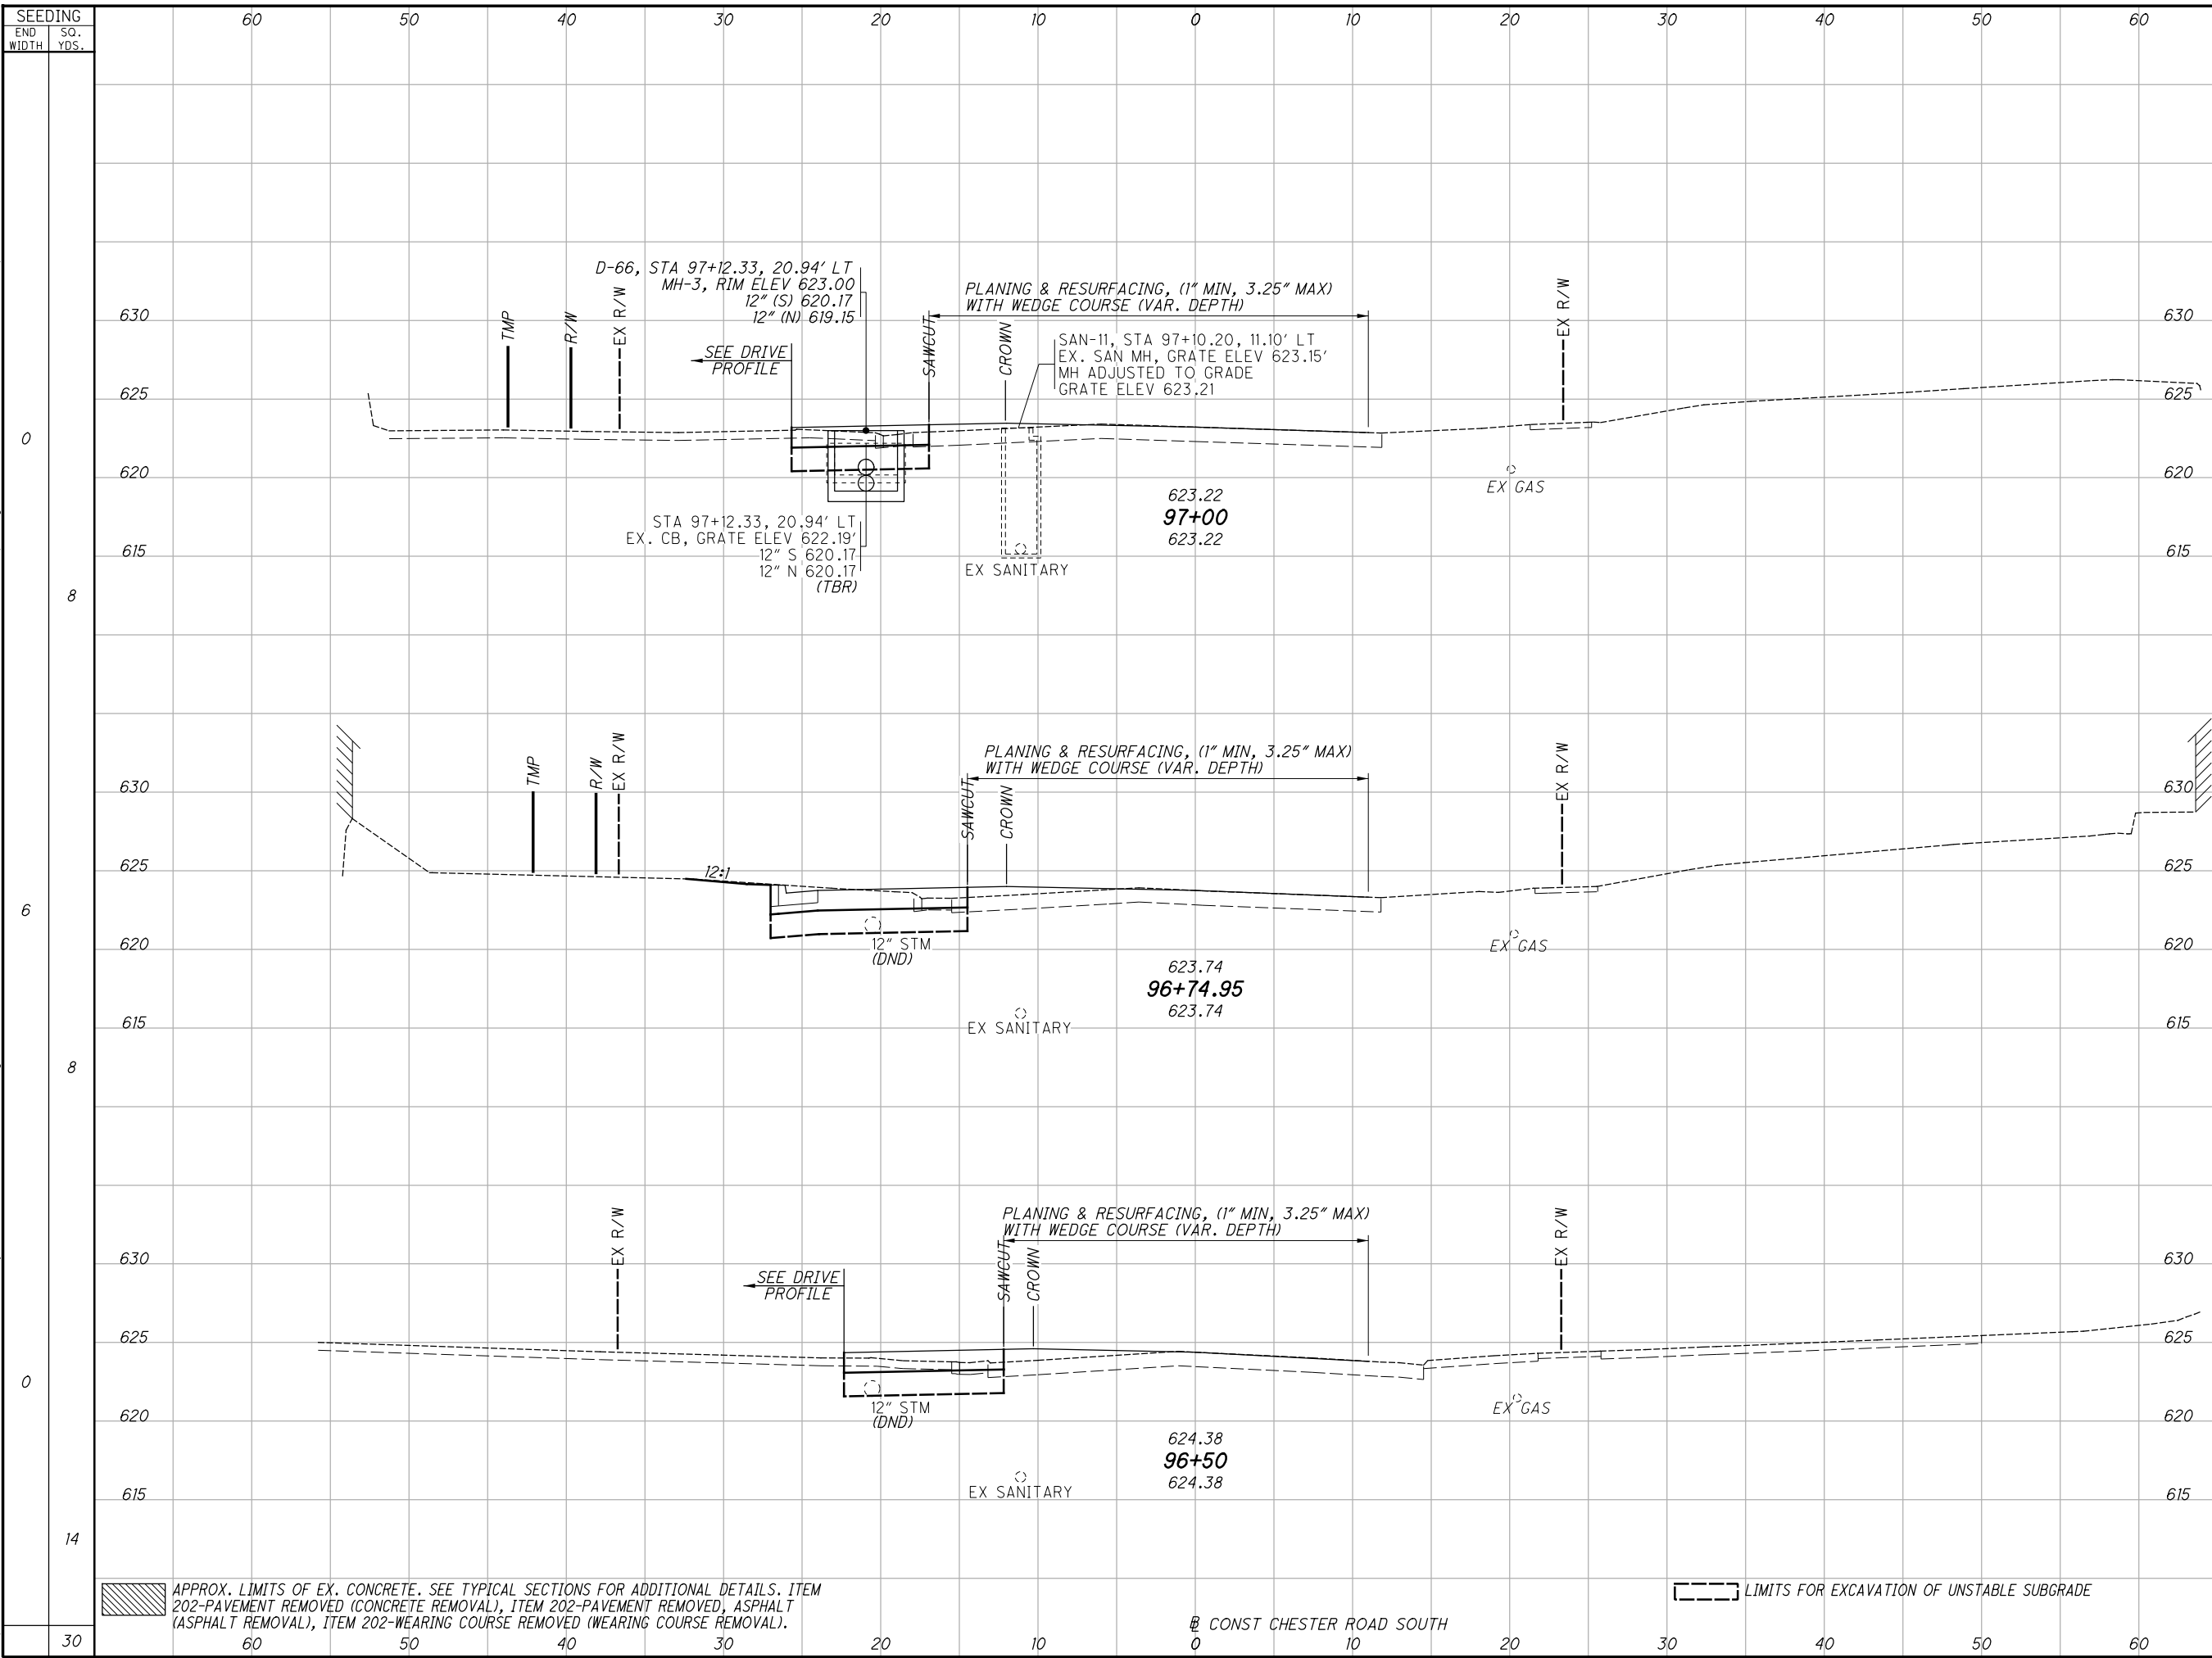 SEEDING
END WIDTH
SQ. YDS.
60 50 40 30 20 10 0 10 20 30 40 50 60
D-66, STA 97+12.33, 20.94' LT
MH-3, RIM ELEV 623.00
12" (S) 620.17
12" (N) 619.15
PLANING & RESURFACING, (1" MIN, 3.25" MAX)
WITH WEDGE COURSE (VAR. DEPTH)
630
TMP
R/W
EX R/W
SEE DRIVE
PROFILE
SAWCUT
CROWN
SAN-11, STA 97+10.20, 11.10' LT
EX. SAN MH, GRATE ELEV 623.15'
MH ADJUSTED TO GRADE
GRATE ELEV 623.21
EX R/W
630
625
625
0
620
EX GAS
620
623.22
97+00
623.22
STA 97+12.33, 20.94' LT
EX. CB, GRATE ELEV 622.19'
12" S 620.17
12" N 620.17
(TBR)
615
EX SANITARY
615
8
PLANING & RESURFACING, (1" MIN, 3.25" MAX)
WITH WEDGE COURSE (VAR. DEPTH)
630
TMP
R/W
EX R/W
SAWCUT
CROWN
EX R/W
630
625
12:1
625
6
620
12" STM
(DND)
EX GAS
620
623.74
96+74.95
623.74
615
EX SANITARY
615
8
PLANING & RESURFACING, (1" MIN, 3.25" MAX)
WITH WEDGE COURSE (VAR. DEPTH)
630
EX R/W
SEE DRIVE
PROFILE
SAWCUT
CROWN
EX R/W
630
625
625
0
620
12" STM
(DND)
EX GAS
620
624.38
96+50
624.38
615
EX SANITARY
615
14
APPROX. LIMITS OF EX. CONCRETE. SEE TYPICAL SECTIONS FOR ADDITIONAL DETAILS. ITEM
202-PAVEMENT REMOVED (CONCRETE REMOVAL), ITEM 202-PAVEMENT REMOVED, ASPHALT
(ASPHALT REMOVAL), ITEM 202-WEARING COURSE REMOVED (WEARING COURSE REMOVAL).
LIMITS FOR EXCAVATION OF UNSTABLE SUBGRADE
CONST CHESTER ROAD SOUTH
30
60 50 40 30 20 10 0 10 20 30 40 50 60